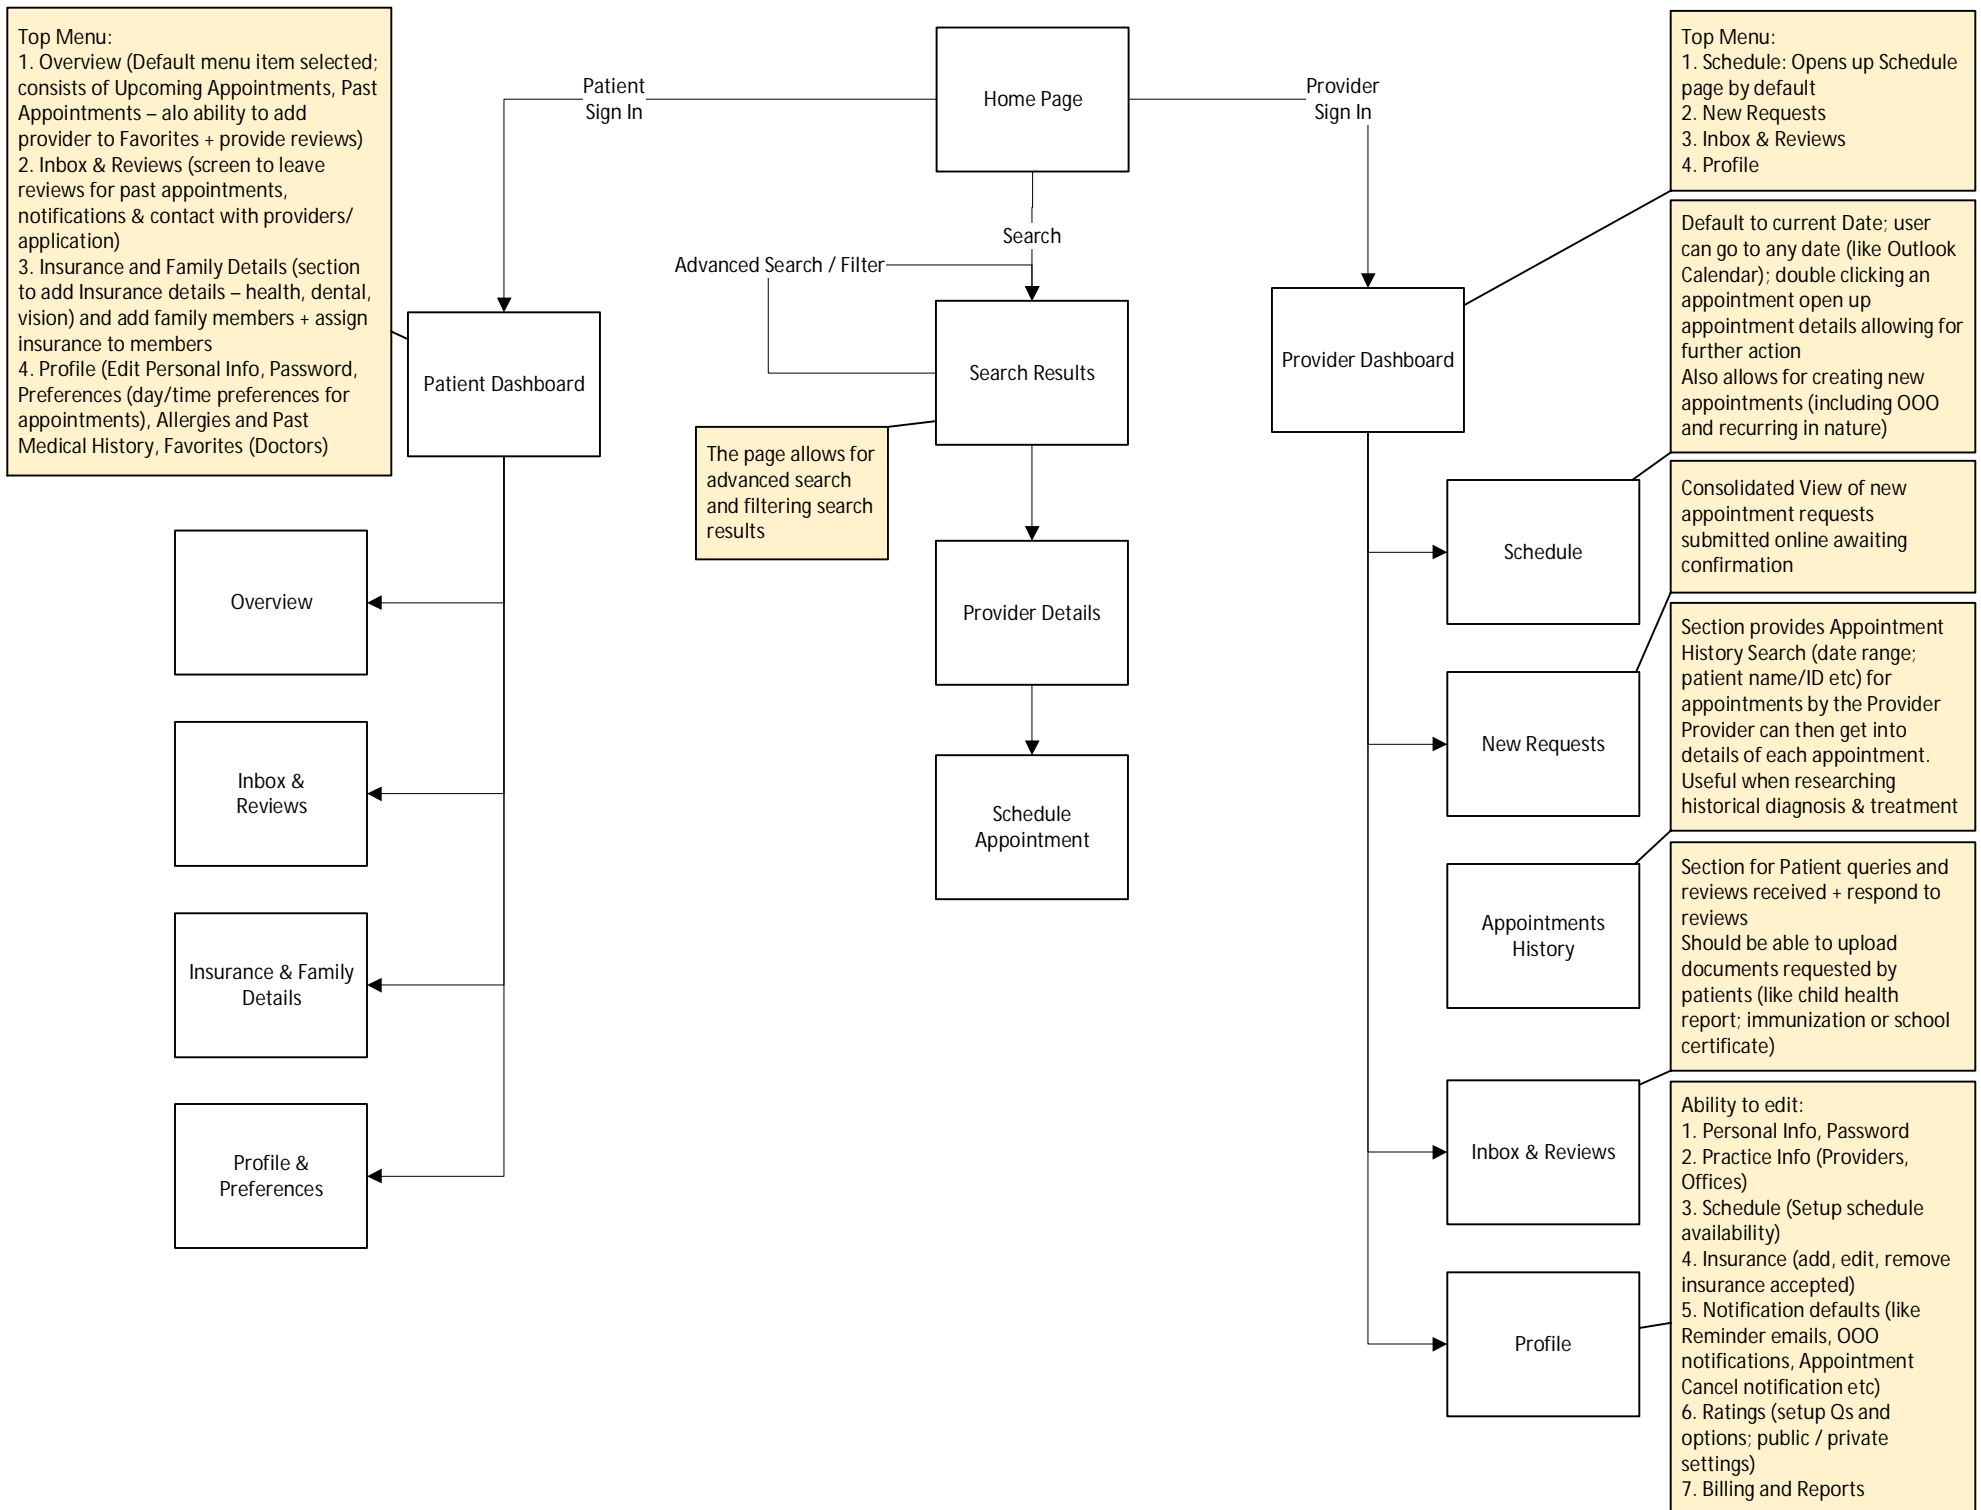 Top Menu:
1. Overview (Default menu item selected;
consists of Upcoming Appointments, Past
Appointments – alo ability to add
provider to Favorites + provide reviews)
2. Inbox & Reviews (screen to leave
reviews for past appointments,
notifications & contact with providers/
application)
3. Insurance and Family Details (section
to add Insurance details – health, dental,
vision) and add family members + assign
insurance to members
4. Profile (Edit Personal Info, Password,
Preferences (day/time preferences for
appointments), Allergies and Past
Medical History, Favorites (Doctors)
Patient
Sign In
Home Page
Provider
Sign In
Search
Advanced Search / Filter
Patient Dashboard
Search Results
Provider Dashboard
The page allows for
advanced search
and filtering search
results
Overview
Inbox &
Reviews
Insurance & Family
Details
Profile &
Preferences
Provider Details
Schedule
Appointment
Schedule
New Requests
Appointments
History
Inbox & Reviews
Profile
Top Menu:
1. Schedule: Opens up Schedule
page by default
2. New Requests
3. Inbox & Reviews
4. Profile
Default to current Date; user
can go to any date (like Outlook
Calendar); double clicking an
appointment open up
appointment details allowing for
further action
Also allows for creating new
appointments (including OOO
and recurring in nature)
Consolidated View of new
appointment requests
submitted online awaiting
confirmation
Section provides Appointment
History Search (date range;
patient name/ID etc) for
appointments by the Provider
Provider can then get into
details of each appointment.
Useful when researching
historical diagnosis & treatment
Section for Patient queries and
reviews received + respond to
reviews
Should be able to upload
documents requested by
patients (like child health
report; immunization or school
certificate)
Ability to edit:
1. Personal Info, Password
2. Practice Info (Providers,
Offices)
3. Schedule (Setup schedule
availability)
4. Insurance (add, edit, remove
insurance accepted)
5. Notification defaults (like
Reminder emails, OOO
notifications, Appointment
Cancel notification etc)
6. Ratings (setup Qs and
options; public / private
settings)
7. Billing and Reports